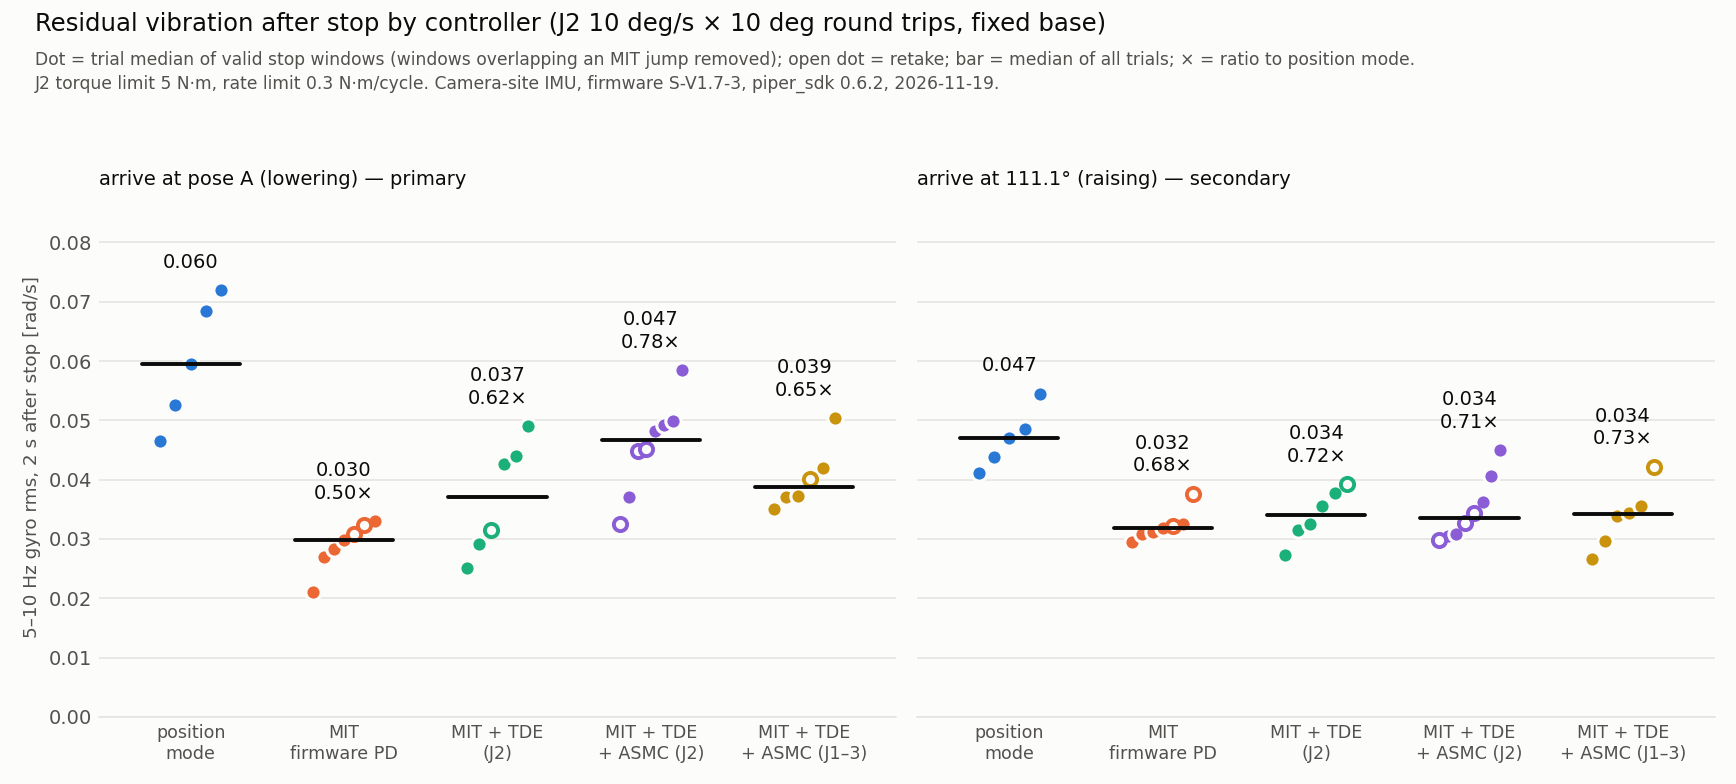 Residual vibration after stop by controller (J2 10 deg/s × 10 deg round trips, fixed base)
Dot = trial median of valid stop windows (windows overlapping an MIT jump removed); open dot = retake; bar = median of all trials; × = ratio to position mode.
J2 torque limit 5 N·m, rate limit 0.3 N·m/cycle. Camera-site IMU, firmware S-V1.7-3, piper_sdk 0.6.2, 2026-11-19.
arrive at pose A (lowering) — primary
5–10 Hz gyro rms, 2 s after stop [rad/s]
0.08
0.07
0.06
0.05
0.04
0.03
0.02
0.01
0.00
0.060
0.030
0.50×
0.037
0.62×
0.047
0.78×
0.039
0.65×
position
mode
MIT
firmware PD
MIT + TDE
(J2)
MIT + TDE
+ ASMC (J2)
MIT + TDE
+ ASMC (J1–3)
arrive at 111.1° (raising) — secondary
0.047
0.032
0.68×
0.034
0.72×
0.034
0.71×
0.034
0.73×
position
mode
MIT
firmware PD
MIT + TDE
(J2)
MIT + TDE
+ ASMC (J2)
MIT + TDE
+ ASMC (J1–3)